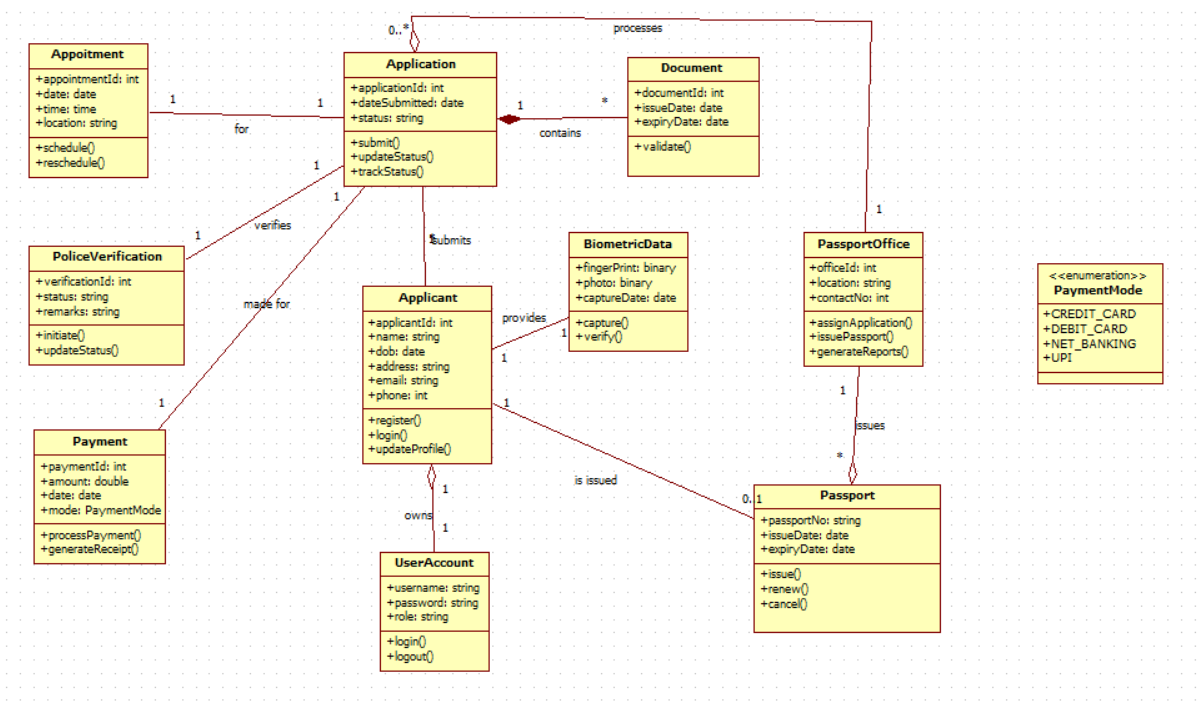 processes
0..*
Appoitment
+appointmentId: int
+date: date
+time: time
+location: string
+schedule()
+reschedule()
1
1
for
Application
+applicationId: int
+dateSubmitted: date
+status: string
+submit()
+updateStatus()
+trackStatus()
1
*
contains
Document
+documentId: int
+issueDate: date
+expiryDate: date
+validate()
1
1
verifies
1
1
made for
submits
1
PoliceVerification
+verificationId: int
+status: string
+remarks: string
+initiate()
+updateStatus()
Applicant
+applicantId: int
+name: string
+dob: date
+address: string
+email: string
+phone: int
+register()
+login()
+updateProfile()
provides
1
1
BiometricData
+fingerPrint: binary
+photo: binary
+captureDate: date
+capture()
+verify()
PassportOffice
+officeId: int
+location: string
+contactNo: int
+assignApplication()
+issuePassport()
+generateReports()
<<enumeration>>
PaymentMode
+CREDIT_CARD
+DEBIT_CARD
+NET_BANKING
+UPI
1
issues
*
1
is issued
0..1
Payment
+paymentId: int
+amount: double
+date: date
+mode: PaymentMode
+processPayment()
+generateReceipt()
1
owns
1
UserAccount
+username: string
+password: string
+role: string
+login()
+logout()
Passport
+passportNo: string
+issueDate: date
+expiryDate: date
+issue()
+renew()
+cancel()